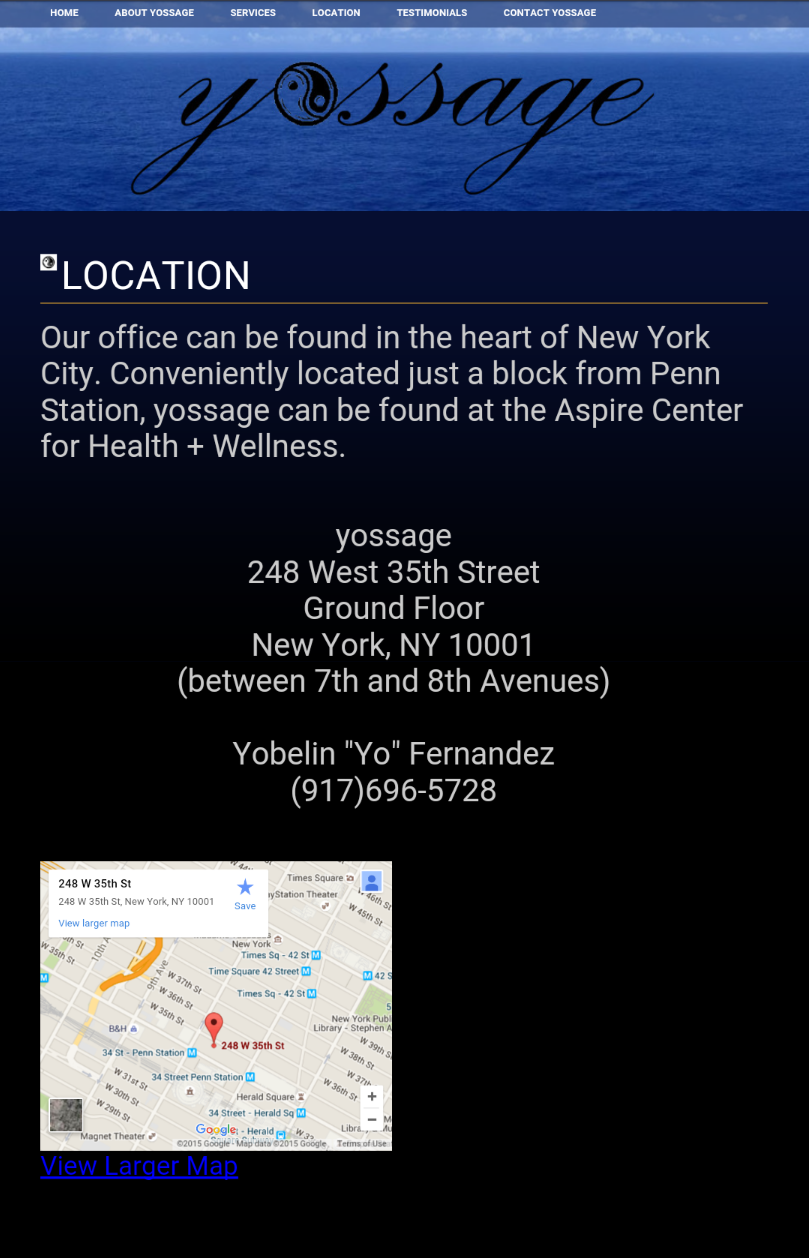 HOME ABOUT YOSSAGE SERVICES LOCATION TESTIMONIALS CONTACT YOSSAGE
yossage
LOCATION
Our office can be found in the heart of New York
City. Conveniently located just a block from Penn
Station, yossage can be found at the Aspire Center
for Health + Wellness.
yossage
248 West 35th Street
Ground Floor
New York, NY 10001
(between 7th and 8th Avenues)
Yobelin "Yo" Fernandez
(917)696-5728
248 W 35th St
248 W 35th St, New York, NY 10001
Save
View larger map
W 44th
Times Square
PlayStation Theater
W 46th St
W 45th St
New York
Times Sq - 42 St
Time Square 42 Street
42 S
Times Sq - 42 St
W 35th St
10th A
9th Ave
W 37th St
W 36th St
W 35th St
New York Publ
Library - Stephen A
B&H
248 W 35th St
34 St - Penn Station
W 39th St
W 38th St
W 37th
W 36th St
34 Street Penn Station
W 31st St
W 30th St
W 29th St
Herald Square
34 Street - Herald Sq
- Herald
Magnet Theater
Google
©2015 Google - Map data ©2015 Google
Terms of Use
View Larger Map